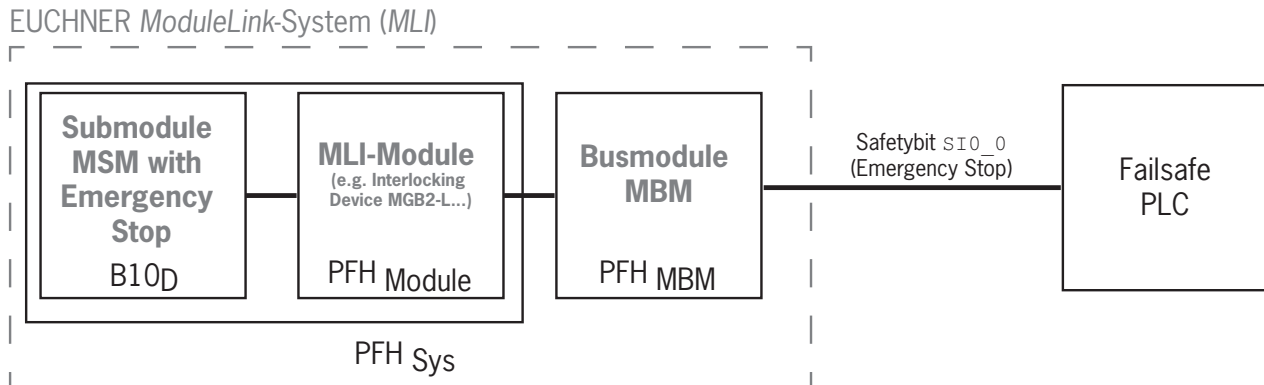 EUCHNER ModuleLink-System (MLI)
Submodule
MSM with
Emergency
Stop
B10D
MLI-Module
(e.g. Interlocking
Device MGB2-L...)
PFH Module
Busmodule
MBM
PFH MBM
PFH Sys
Safetybit SI0_0
(Emergency Stop)
Failsafe
PLC